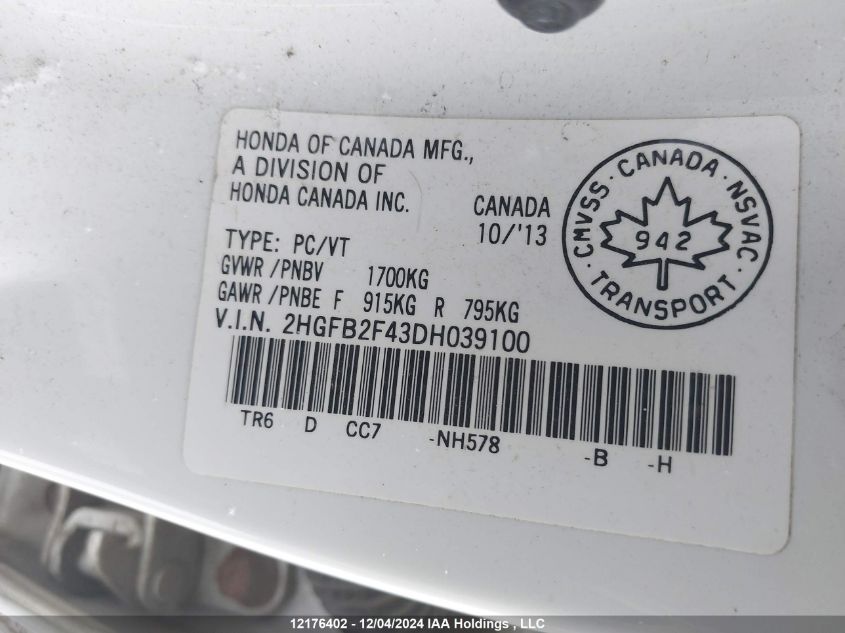 HONDA OF CANADA MFG.,
A DIVISION OF
HONDA CANADA INC.
CANADA
10/'13
TYPE: PC/VT
GVWR/PNBV 1700KG
GAWR/PNBE F 915KG R 795KG
V.I.N. 2HGFB2F43DH039100
TR6 D CC7 -NH578 -B -H
CMVSS · CANADA · NSVAC
942
· TRANSPORT ·
12176402 - 12/04/2024 IAA Holdings , LLC